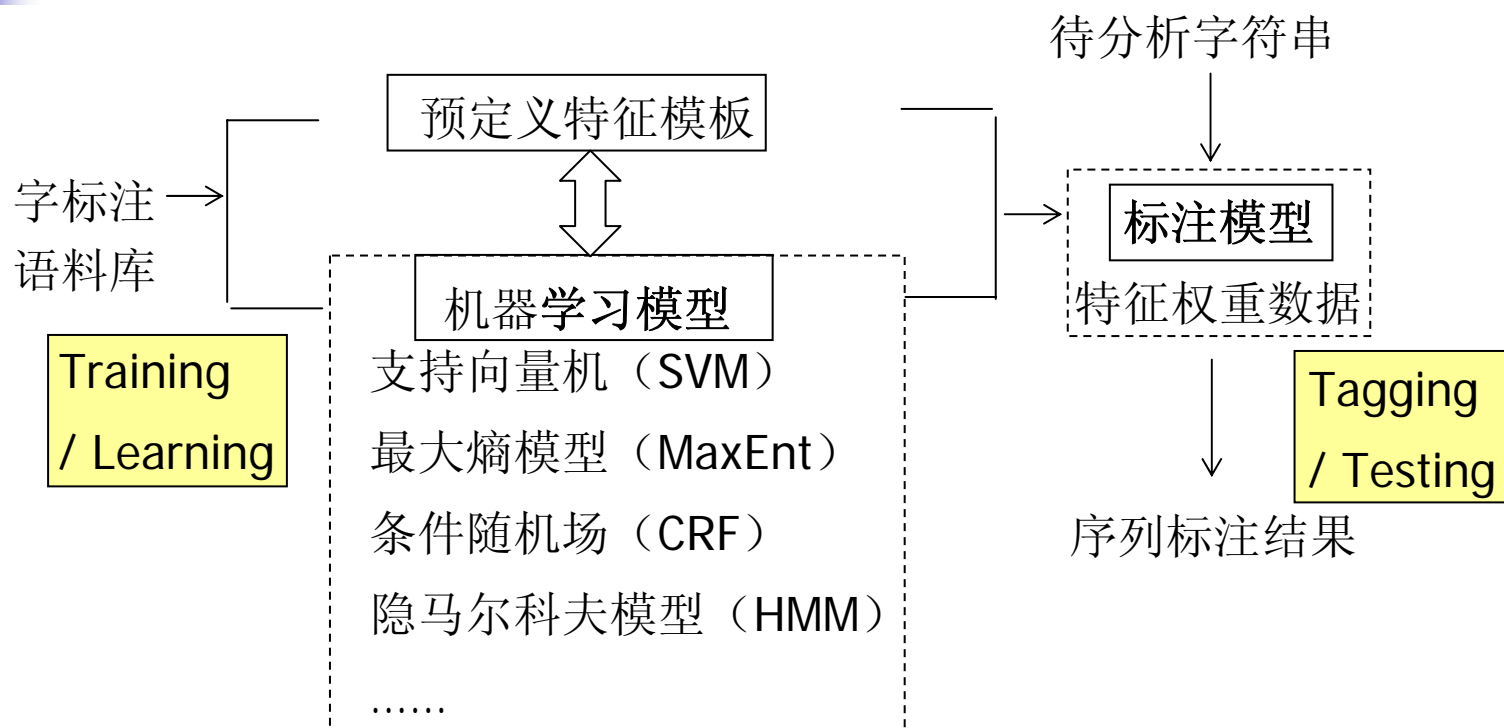 待分析字符串
预定义特征模板
字标注
语料库
机器学习模型
支持向量机（SVM）
最大熵模型（MaxEnt）
条件随机场（CRF）
隐马尔科夫模型（HMM）
……
Training
/ Learning
标注模型
特征权重数据
Tagging
/ Testing
序列标注结果